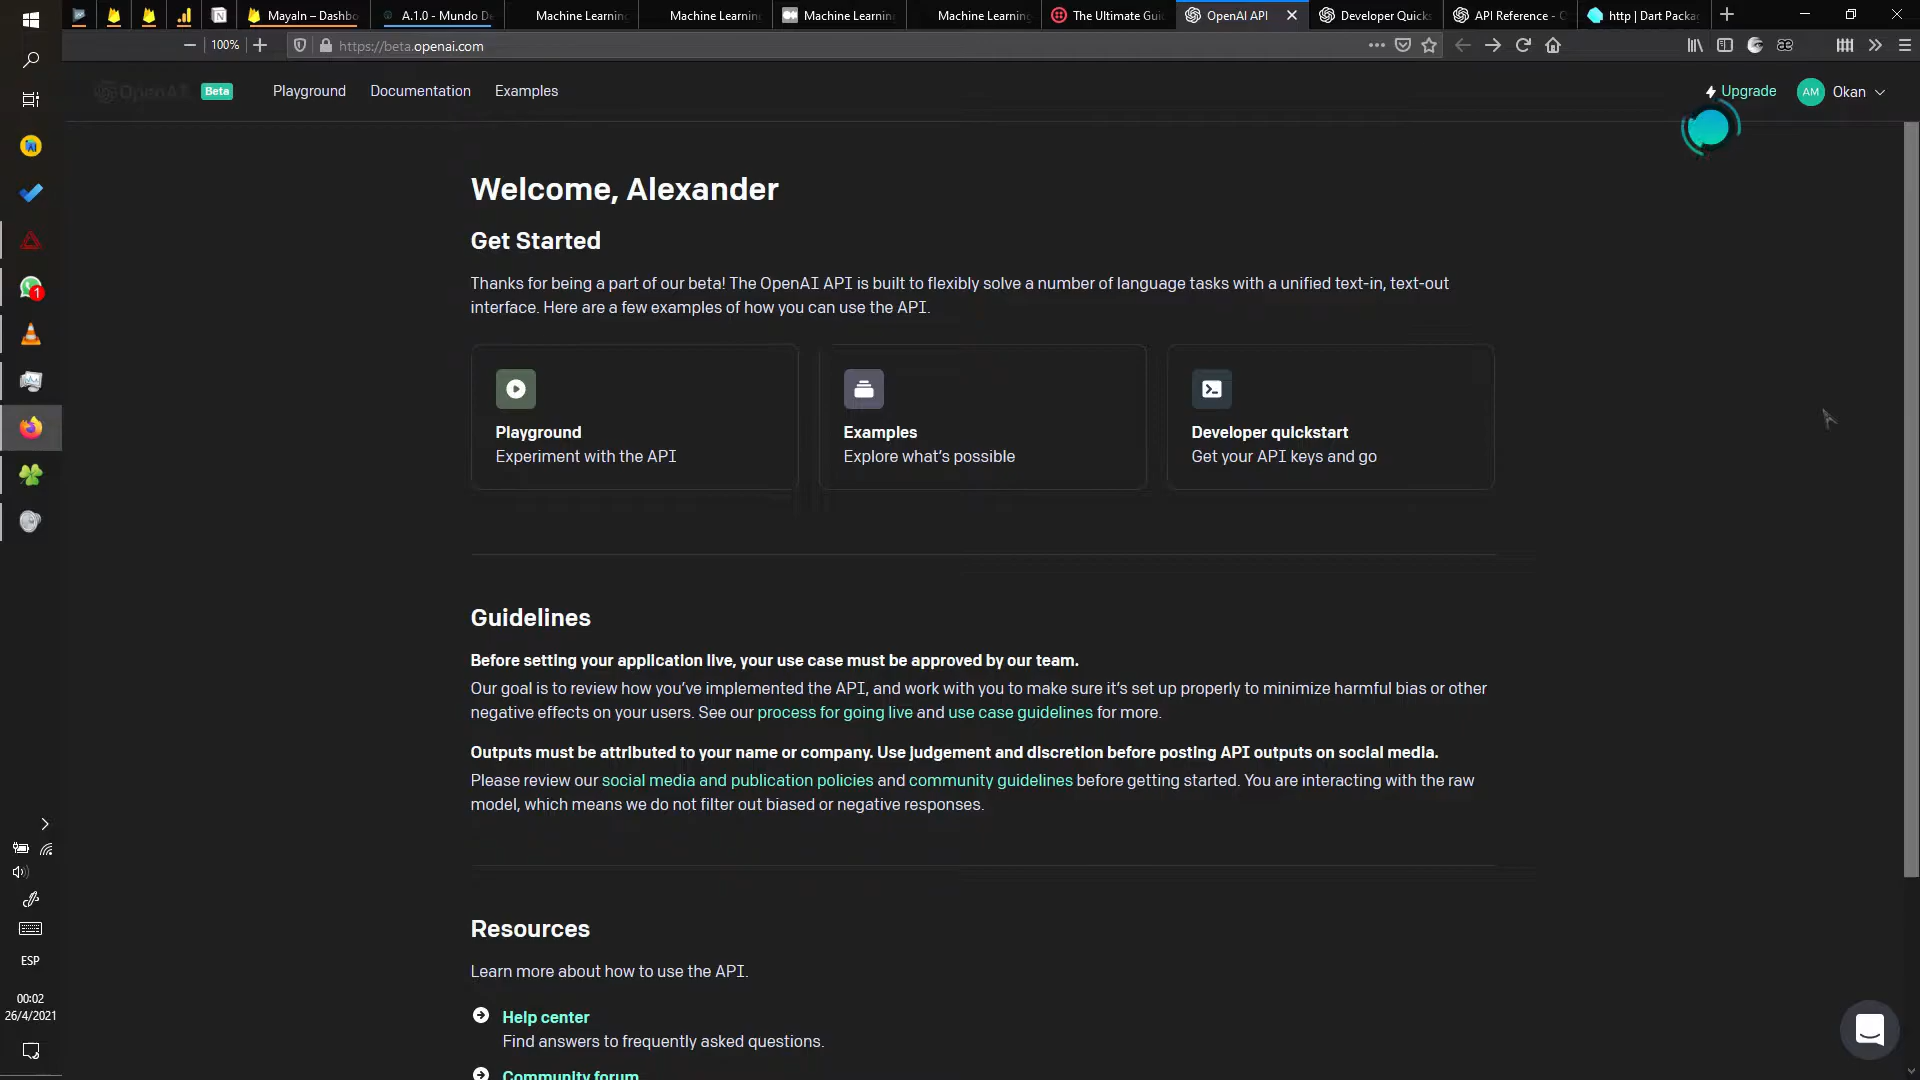 Mayaln – Dashbo
A.1.0 - Mundo De
Machine Learning
Machine Learning
Machine Learning
Machine Learning
The Ultimate Gui
OpenAI API
Developer Quicks
API Reference - O
http | Dart Packa
100%
https://beta.openai.com
OpenAI
Beta
Playground
Documentation
Examples
Upgrade
AM
Okan
Welcome, Alexander
Get Started
Thanks for being a part of our beta! The OpenAI API is built to flexibly solve a number of language tasks with a unified text-in, text-out
interface. Here are a few examples of how you can use the API.
Playground
Experiment with the API
Examples
Explore what's possible
Developer quickstart
Get your API keys and go
Guidelines
Before setting your application live, your use case must be approved by our team.
Our goal is to review how you've implemented the API, and work with you to make sure it's set up properly to minimize harmful bias or other
negative effects on your users. See our process for going live and use case guidelines for more.
Outputs must be attributed to your name or company. Use judgement and discretion before posting API outputs on social media.
Please review our social media and publication policies and community guidelines before getting started. You are interacting with the raw
model, which means we do not filter out biased or negative responses.
Resources
Learn more about how to use the API.
Help center
Find answers to frequently asked questions.
Community forum
1
ESP
00:02
26/4/2021